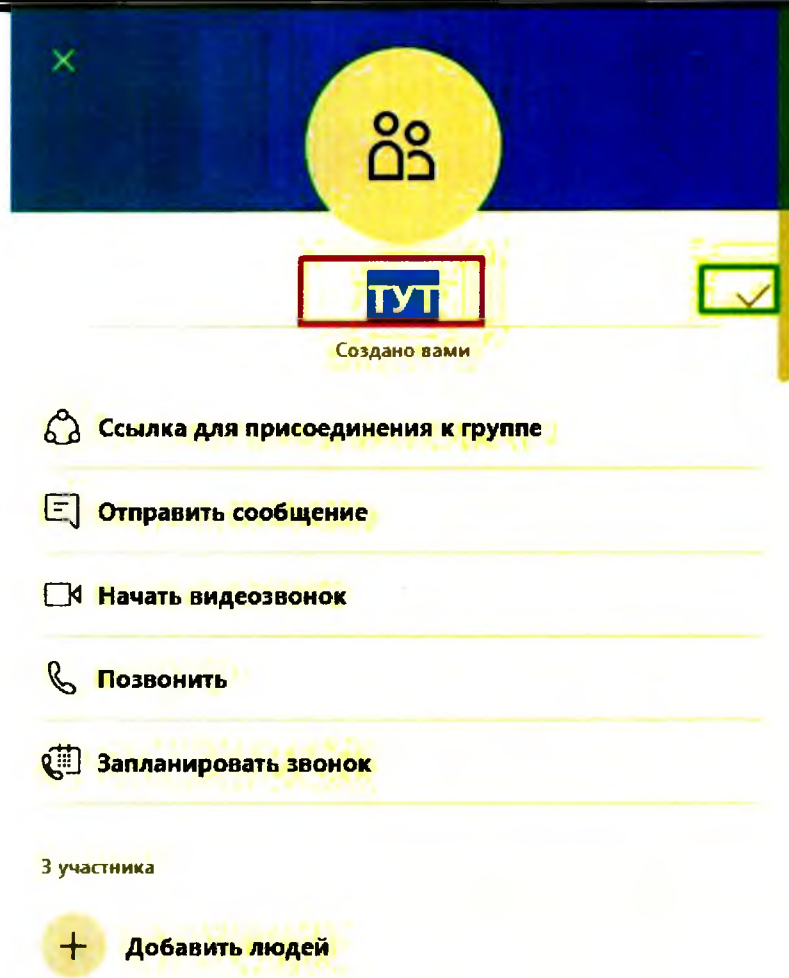 ТУТ
Создано вами
Ссылка для присоединения к группе
Отправить сообщение
Начать видеозвонок
Позвонить
Запланировать звонок
3 участника
Добавить людей